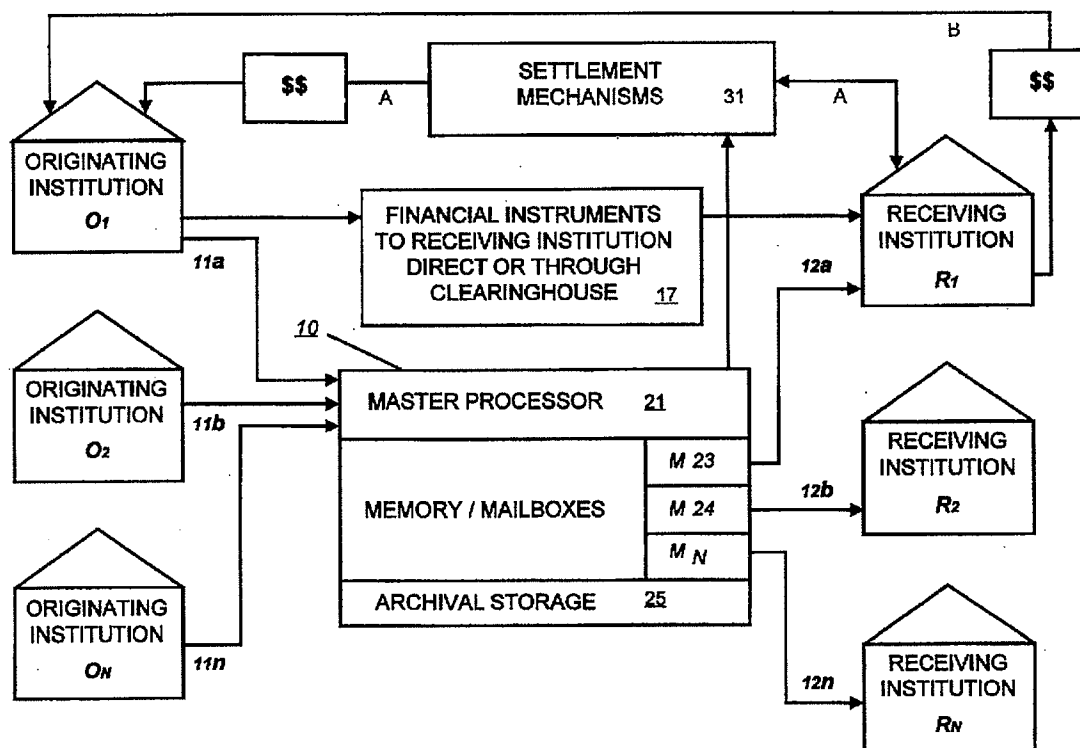 B
$$
A
SETTLEMENT
MECHANISMS 31
A
$$
ORIGINATING
INSTITUTION
O1
11a
FINANCIAL INSTRUMENTS
TO RECEIVING INSTITUTION
DIRECT OR THROUGH
CLEARINGHOUSE 17
RECEIVING
INSTITUTION
R1
12a
10
ORIGINATING
INSTITUTION
O2
11b
MASTER PROCESSOR 21
M 23
MEMORY / MAILBOXES
M 24
M N
ARCHIVAL STORAGE 25
12b
RECEIVING
INSTITUTION
R2
ORIGINATING
INSTITUTION
ON
11n
12n
RECEIVING
INSTITUTION
RN